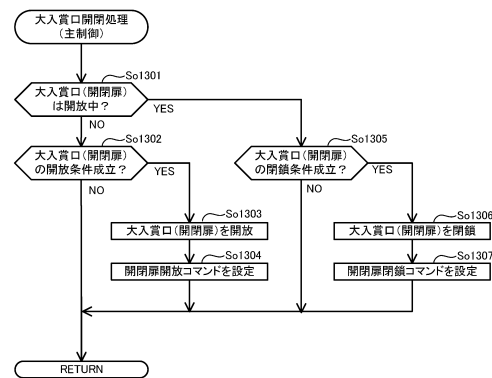 大入賞口開閉処理
(主制御)
So1301
大入賞口(開閉扉)
は開放中?
YES
NO
So1302
大入賞口(開閉扉)
の開放条件成立?
YES
NO
So1305
大入賞口(開閉扉)
の閉鎖条件成立?
YES
NO
So1303
大入賞口(開閉扉)を開放
So1304
開閉扉開放コマンドを設定
So1306
大入賞口(開閉扉)を閉鎖
So1307
開閉扉閉鎖コマンドを設定
RETURN